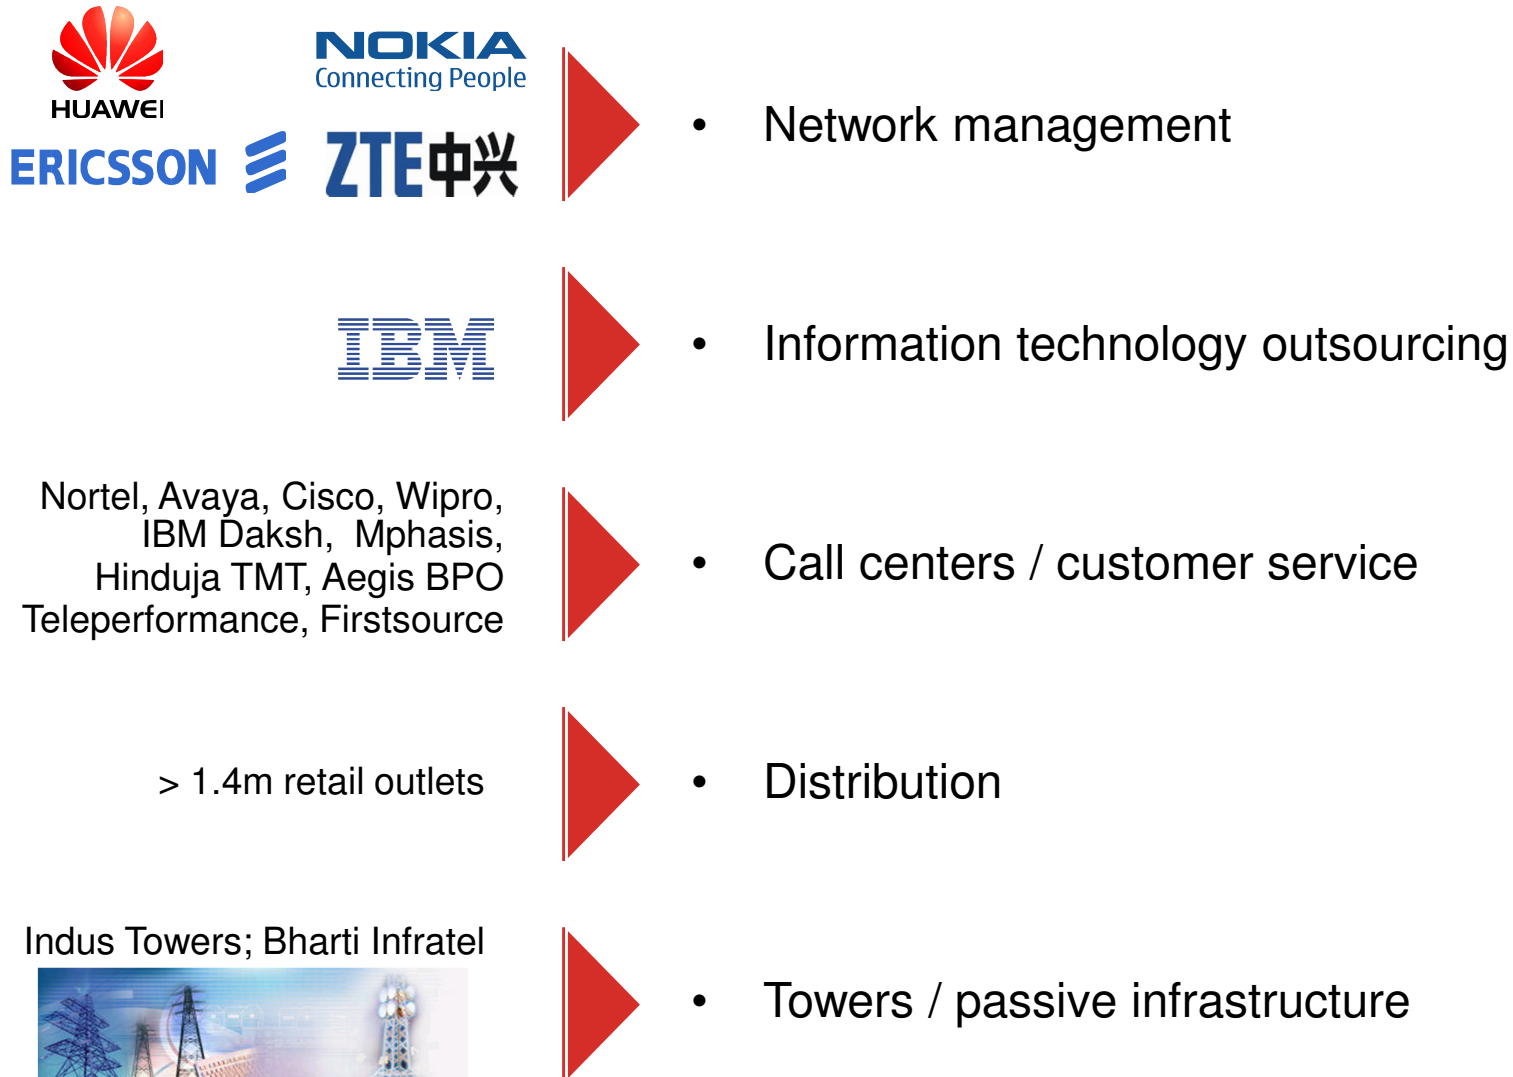 HUAWEI
NOKIA
Connecting People
ERICSSON
ZTE中兴
• Network management
IBM
• Information technology outsourcing
Nortel, Avaya, Cisco, Wipro,
IBM Daksh, Mphasis,
Hinduja TMT, Aegis BPO
Teleperformance, Firstsource
• Call centers / customer service
> 1.4m retail outlets
• Distribution
Indus Towers; Bharti Infratel
• Towers / passive infrastructure